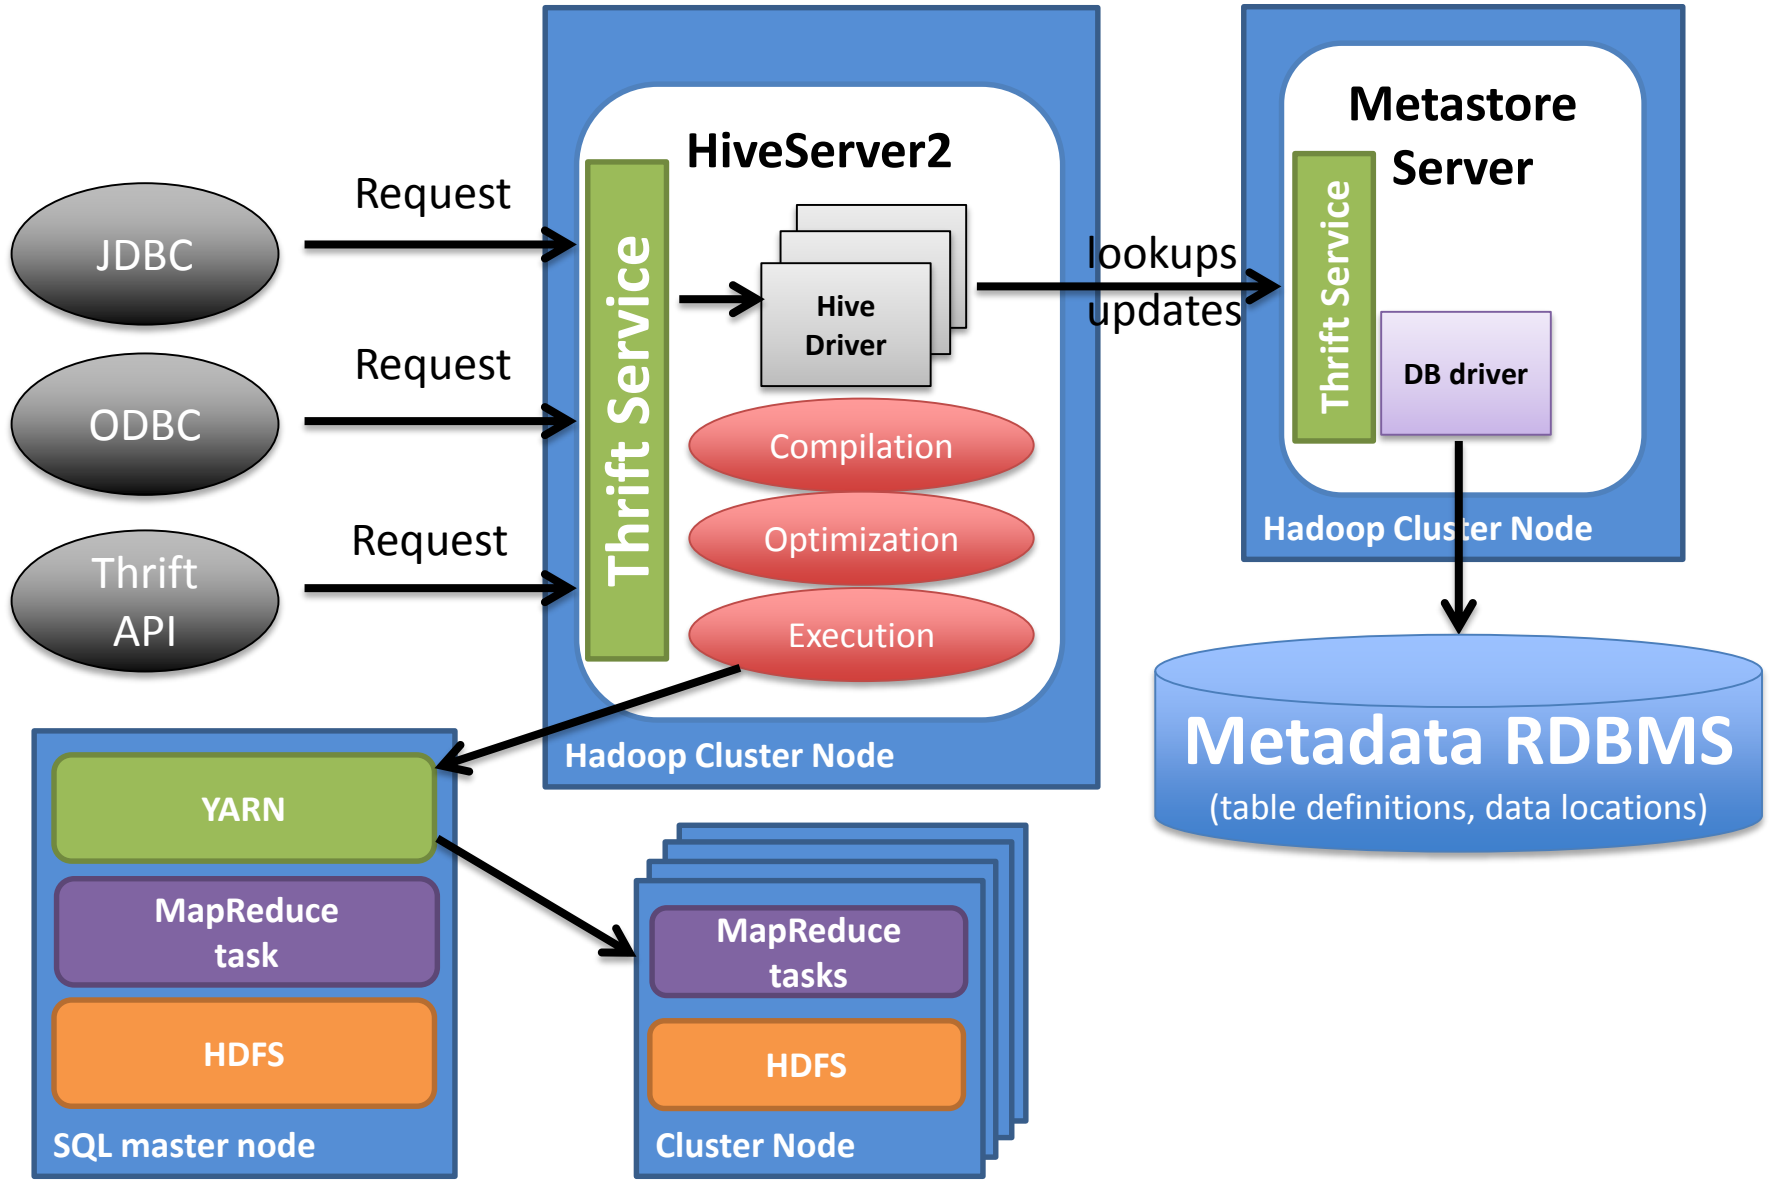 JDBC
ODBC
Thrift
API
Request
Request
Request
HiveServer2
Thrift Service
Hive
Driver
Compilation
Optimization
Execution
Hadoop Cluster Node
lookups
updates
Metastore
Server
Thrift Service
DB driver
Hadoop Cluster Node
Metadata RDBMS
(table definitions, data locations)
YARN
MapReduce
task
HDFS
SQL master node
MapReduce
tasks
HDFS
Cluster Node